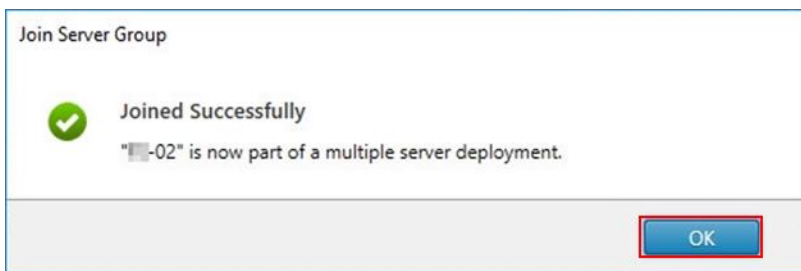 Join Server Group
Joined Successfully
"-02" is now part of a multiple server deployment.
OK